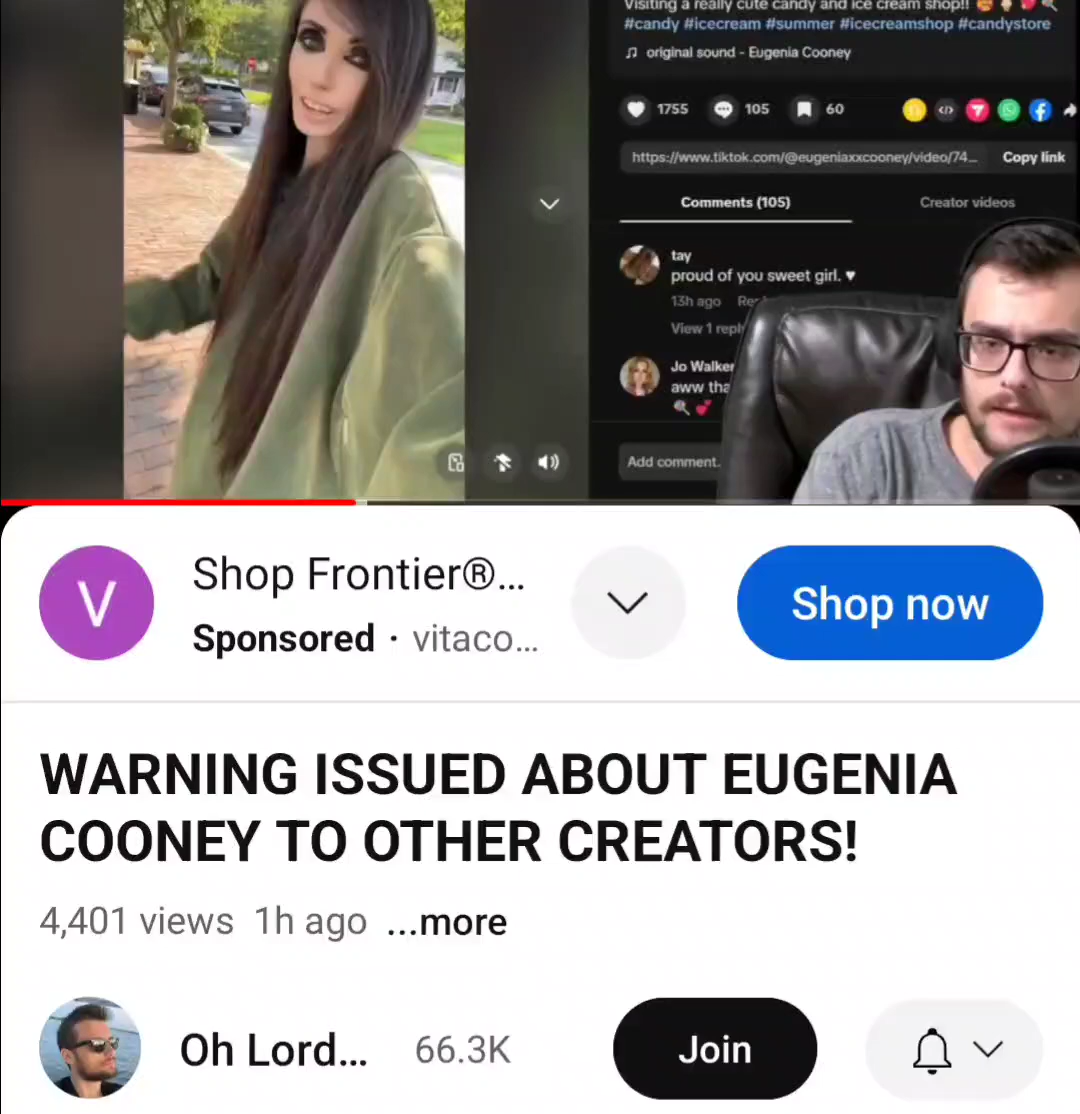 Visiting a really cute candy and ice cream shop!!
#candy #icecream #summer #icecreamshop #candystore
original sound - Eugenia Cooney
1755 105 60
https://www.tiktok.com/@eugeniaxxcooney/video/74... Copy link
Comments (105) Creator videos
tay
proud of you sweet girl. ♥
13h ago
View 1
Jo Walker
aww
Add comment.
V
Shop Frontier®...
Sponsored · vitaco...
Shop now
WARNING ISSUED ABOUT EUGENIA
COONEY TO OTHER CREATORS!
4,401 views 1h ago ...more
Oh Lord... 66.3K
Join